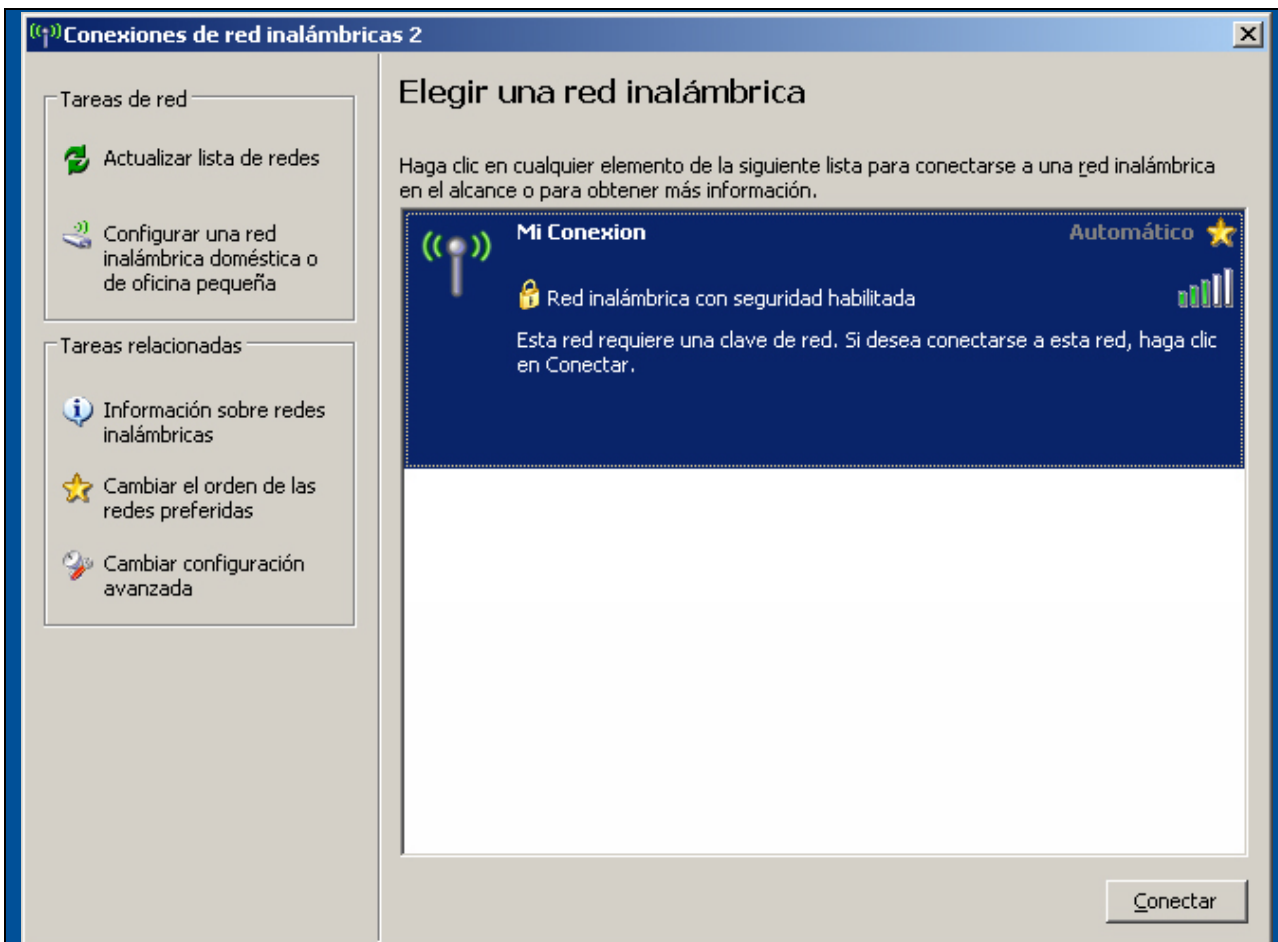 Conexiones de red inalámbricas 2
Tareas de red
Actualizar lista de redes
Configurar una red
inalámbrica doméstica o
de oficina pequeña
Tareas relacionadas
Información sobre redes
inalámbricas
Cambiar el orden de las
redes preferidas
Cambiar configuración
avanzada
Elegir una red inalámbrica
Haga clic en cualquier elemento de la siguiente lista para conectarse a una red inalámbrica
en el alcance o para obtener más información.
Mi Conexion
Automático
Red inalámbrica con seguridad habilitada
Esta red requiere una clave de red. Si desea conectarse a esta red, haga clic
en Conectar.
Conectar